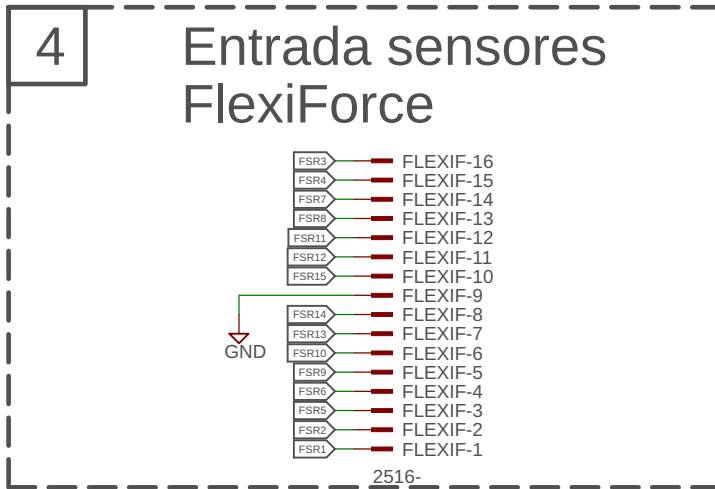 4
Entrada sensores
FlexiForce
FSR3 FLEXIF-16
FSR4 FLEXIF-15
FSR7 FLEXIF-14
FSR8 FLEXIF-13
FSR11 FLEXIF-12
FSR12 FLEXIF-11
FSR15 FLEXIF-10
FLEXIF-9
FSR14 FLEXIF-8
FSR13 FLEXIF-7
GND
FSR10 FLEXIF-6
FSR9 FLEXIF-5
FSR6 FLEXIF-4
FSR5 FLEXIF-3
FSR2 FLEXIF-2
FSR1 FLEXIF-1
2516-